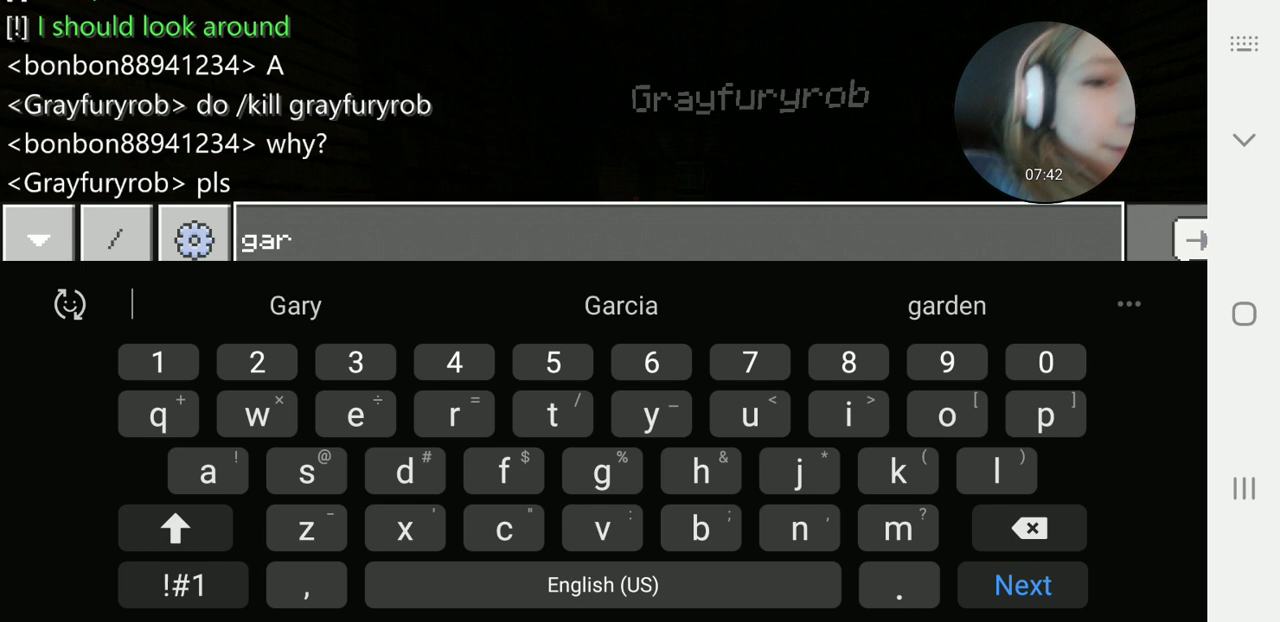 [!] I should look around
<bonbon88941234> A
<Grayfuryrob> do /kill grayfuryrob
<bonbon88941234> why?
<Grayfuryrob> pls
Grayfuryrob
07:42
/
gar
Gary Garcia garden
1 2 3 4 5 6 7 8 9 0
q + w × e ÷ r = t / y _ u < i > o [ p ]
a ! s @ d # f $ g % h & j * k ( l )
z - x ' c " v : b ; n , m ?
!#1 , English (US) . Next